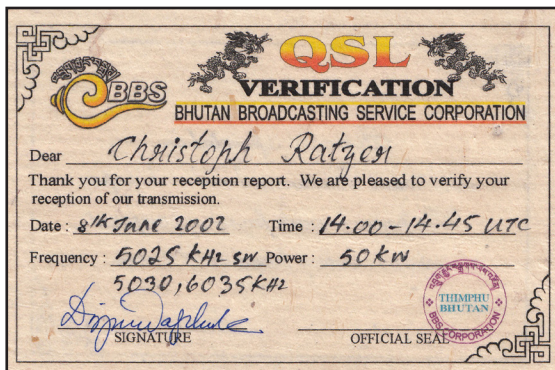 QSL
BBS
VERIFICATION
BHUTAN BROADCASTING SERVICE CORPORATION
Dear Christoph Ratzer
Thank you for your reception report. We are pleased to verify your
reception of our transmission.
Date : 8th June 2002 Time : 14.00 - 14.45 UTC
Frequency : 5025 KHz SW Power : 50 KW
5030, 6035 KHz
THIMPHU
BHUTAN
BBS CORPORATION
SIGNATURE OFFICIAL SEAL